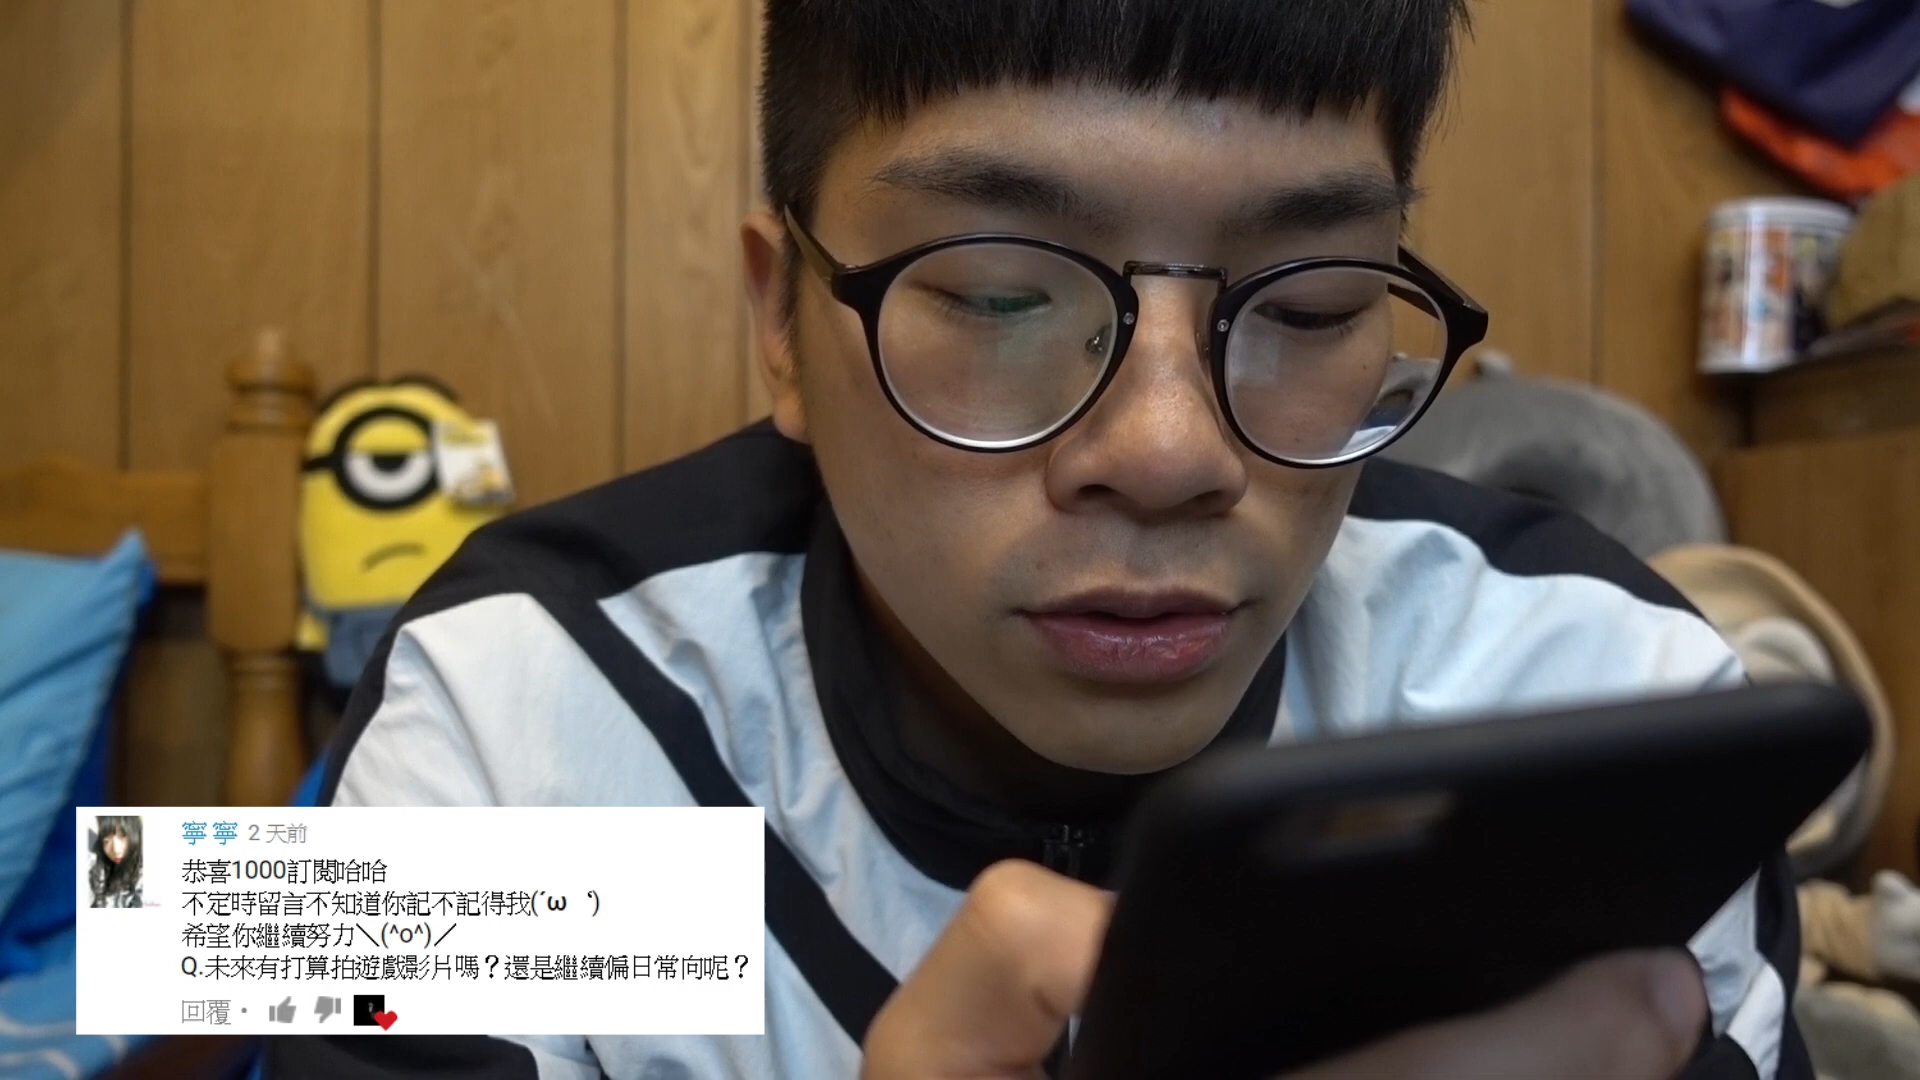 寧寧 2 天前
恭喜1000訂閱哈哈
不定時留言不知道你記不記得我(´ω‵)
希望你繼續努力＼(^o^)／
Q.未來有打算拍遊戲影片嗎？還是繼續偏日常向呢？
回覆・